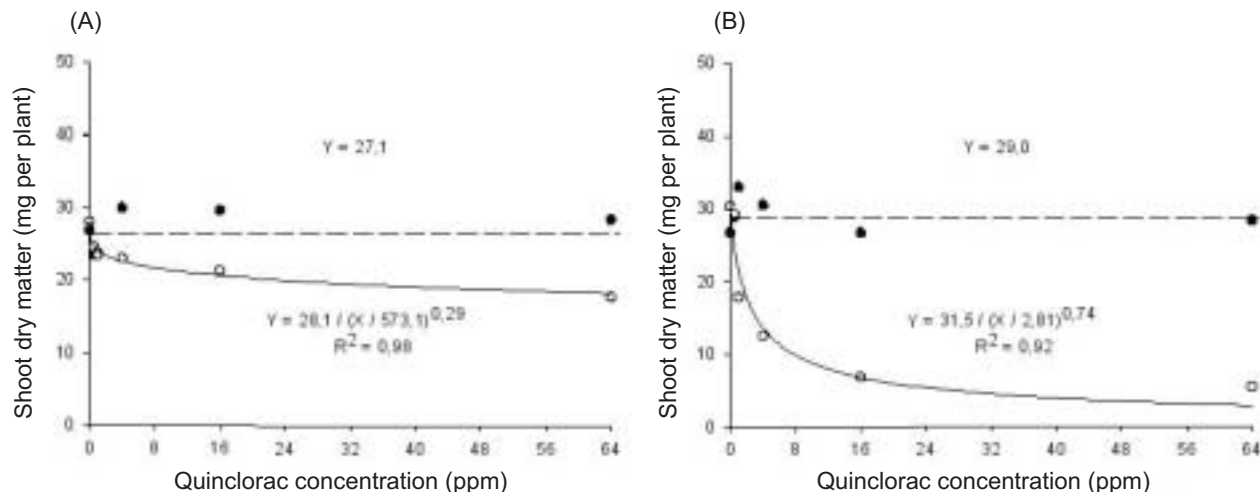 (A)
50
40
30
20
10
0
Y = 27,1
Y = 28,1 / (X / 573,1)^0,29
R² = 0,98
0 8 16 24 32 40 48 56 64
Shoot dry matter (mg per plant)
Quinclorac concentration (ppm)
(B)
50
40
30
20
10
0
Y = 29,0
Y = 31,5 / (X / 2,81)^0,74
R² = 0,92
0 8 16 24 32 40 48 56 64
Shoot dry matter (mg per plant)
Quinclorac concentration (ppm)